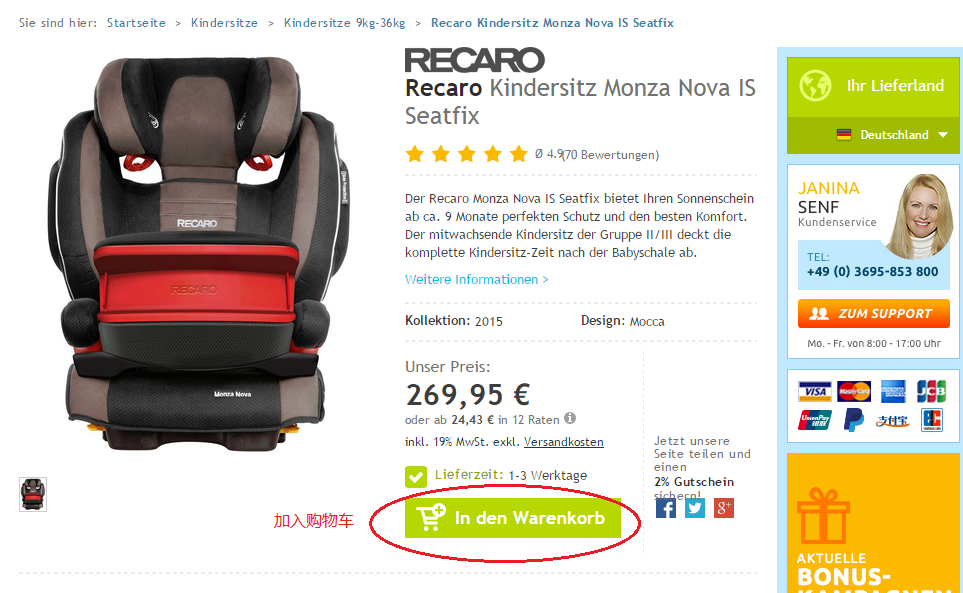 Sie sind hier: Startseite > Kindersitze > Kindersitze 9kg-36kg > Recaro Kindersitz Monza Nova IS Seatfix
RECARO
RECARO
Monza Nova
RECARO
Recaro Kindersitz Monza Nova IS
Seatfix
Ø 4.9(70 Bewertungen)
Der Recaro Monza Nova IS Seatfix bietet Ihren Sonnenschein
ab ca. 9 Monate perfekten Schutz und den besten Komfort.
Der mitwachsende Kindersitz der Gruppe II/III deckt die
komplette Kindersitz-Zeit nach der Babyschale ab.
Weitere Informationen >
Kollektion: 2015 Design: Mocca
Unser Preis:
269,95 €
oder ab 24,43 € in 12 Raten i
inkl. 19% MwSt. exkl. Versandkosten
Lieferzeit: 1-3 Werktage
加入购物车
In den Warenkorb
Jetzt unsere
Seite teilen und
einen
2% Gutschein
sichern!
f
g+
Ihr Lieferland
Deutschland
JANINA
SENF
Kundenservice
TEL:
+49 (0) 3695-853 800
ZUM SUPPORT
Mo. - Fr. von 8:00 - 17:00 Uhr
VISA MasterCard JCB
UnionPay 银联 P 支付宝
AKTUELLE
BONUS-
KAMPAGNEN